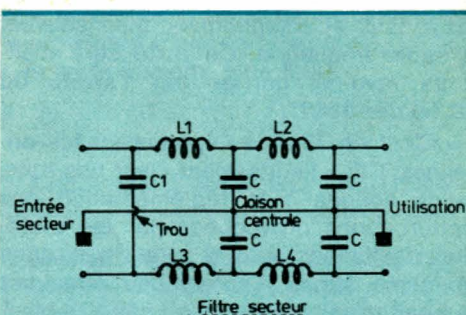 L1 L2
C1 C C
Entrée
secteur
Trou
Cloison
centrale
Utilisation
C C
L3 L4
Filtre secteur